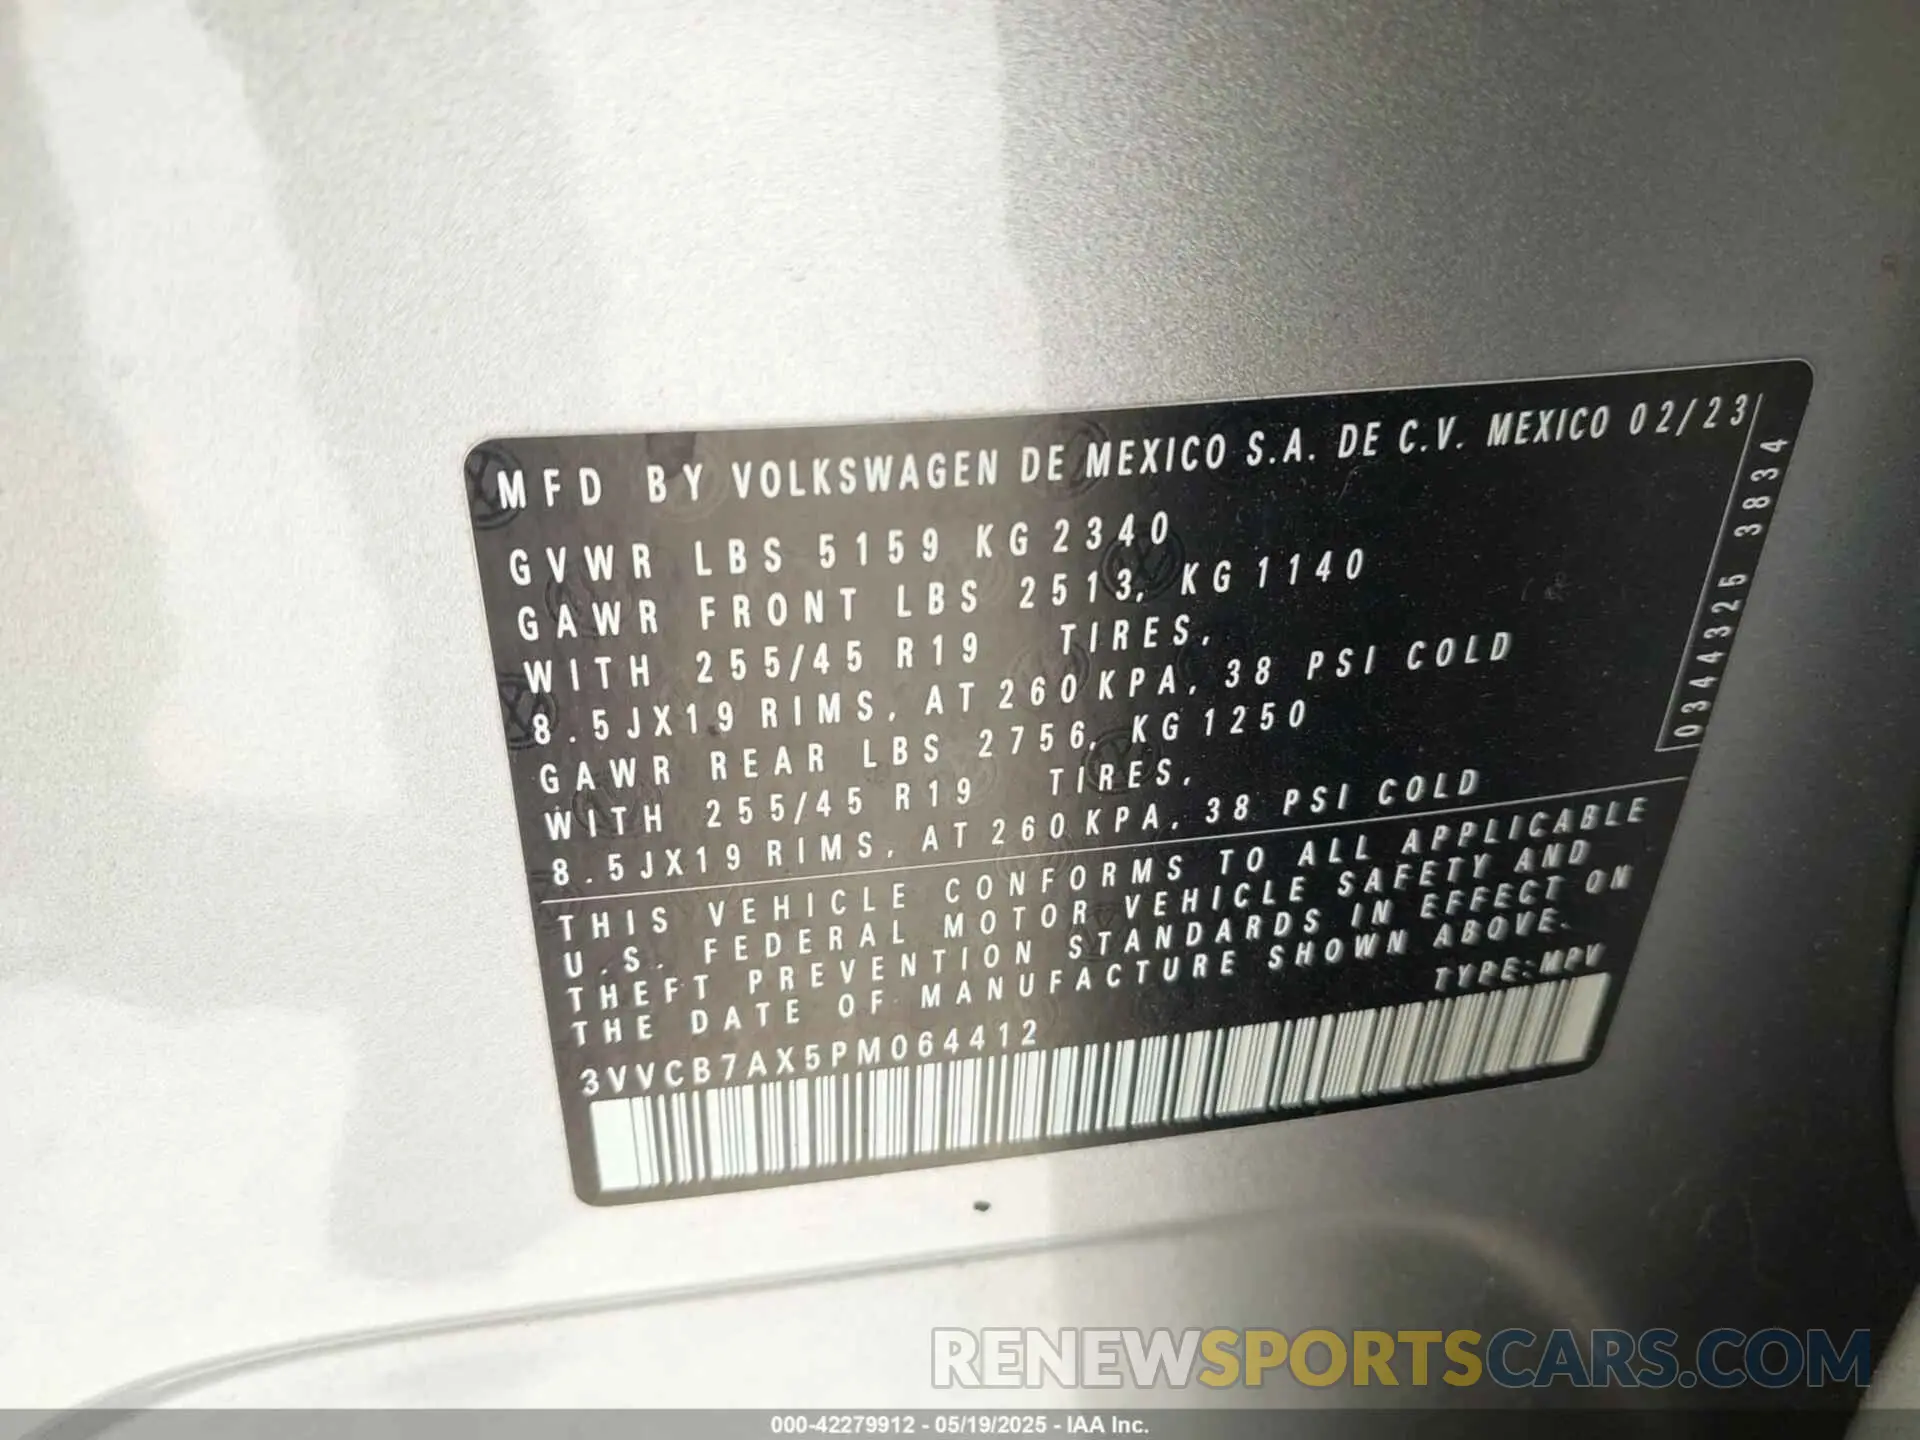 MFD BY VOLKSWAGEN DE MEXICO S.A. DE C.V. MEXICO 02/23
GVWR LBS 5159 KG 2340
GAWR FRONT LBS 2513, KG 1140
WITH 255/45 R19 TIRES,
8.5JX19 RIMS, AT 260 KPA, 38 PSI COLD
GAWR REAR LBS 2756, KG 1250
WITH 255/45 R19 TIRES,
8.5JX19 RIMS, AT 260 KPA, 38 PSI COLD
0344325 3834
THIS VEHICLE CONFORMS TO ALL APPLICABLE
U.S. FEDERAL MOTOR VEHICLE SAFETY AND
THEFT PREVENTION STANDARDS IN EFFECT ON
THE DATE OF MANUFACTURE SHOWN ABOVE.
TYPE: MPV
3VVCB7AX5PM064412
RENEWSPORTSCARS.COM
000-42279912 - 05/19/2025 - IAA Inc.